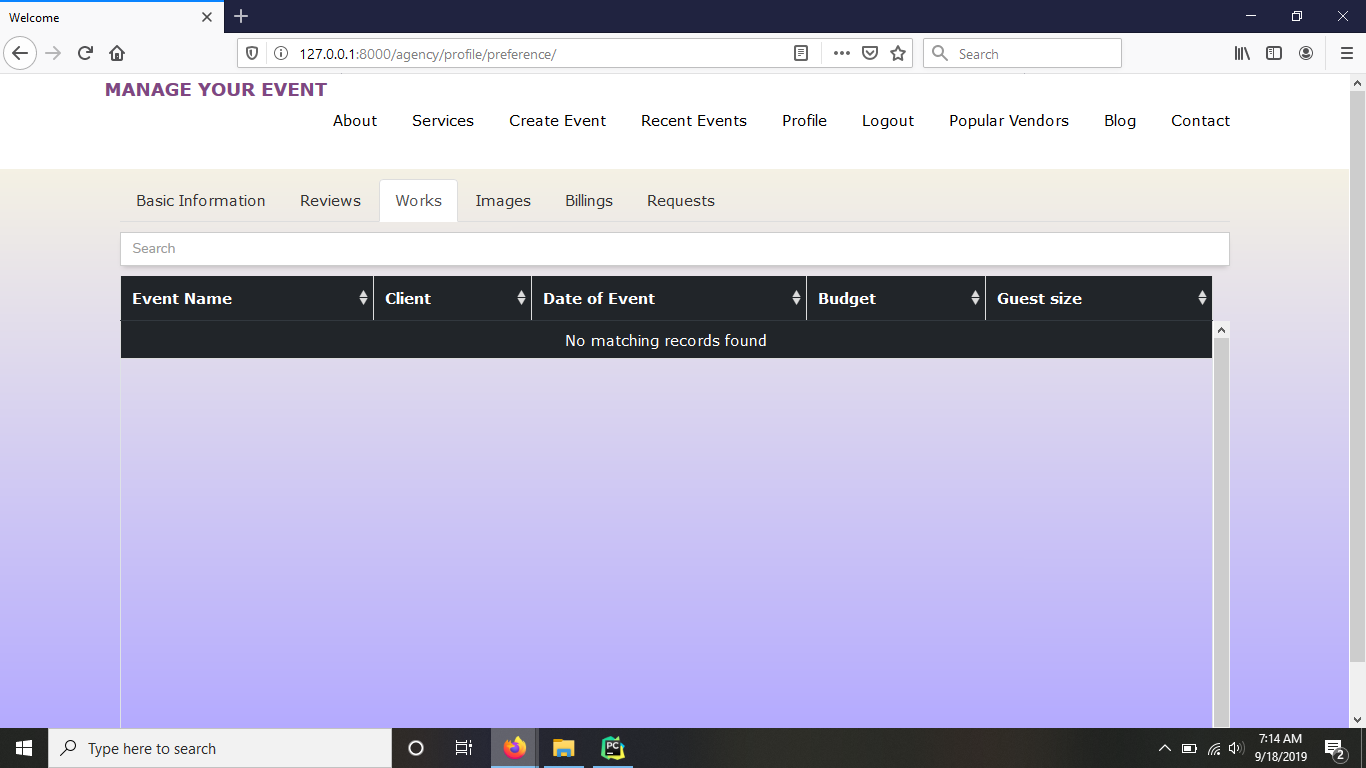 Welcome
127.0.0.1:8000/agency/profile/preference/
Search
MANAGE YOUR EVENT
About Services Create Event Recent Events Profile Logout Popular Vendors Blog Contact
Basic Information Reviews Works Images Billings Requests
Search
Event Name Client Date of Event Budget Guest size
No matching records found
Type here to search
PC
7:14 AM
9/18/2019
2